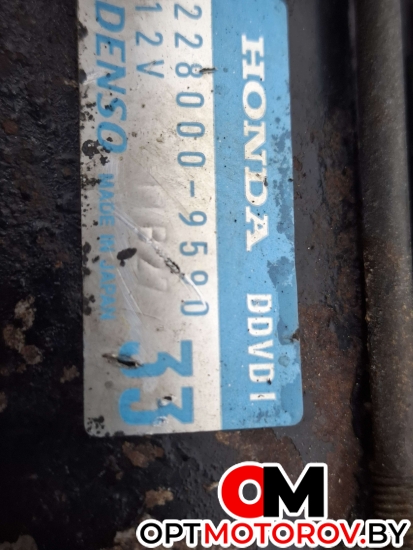 HONDA DDVD1
228000-9590
12V
DENSO MADE IN JAPAN
33
OM
OPTMOTOROV.BY